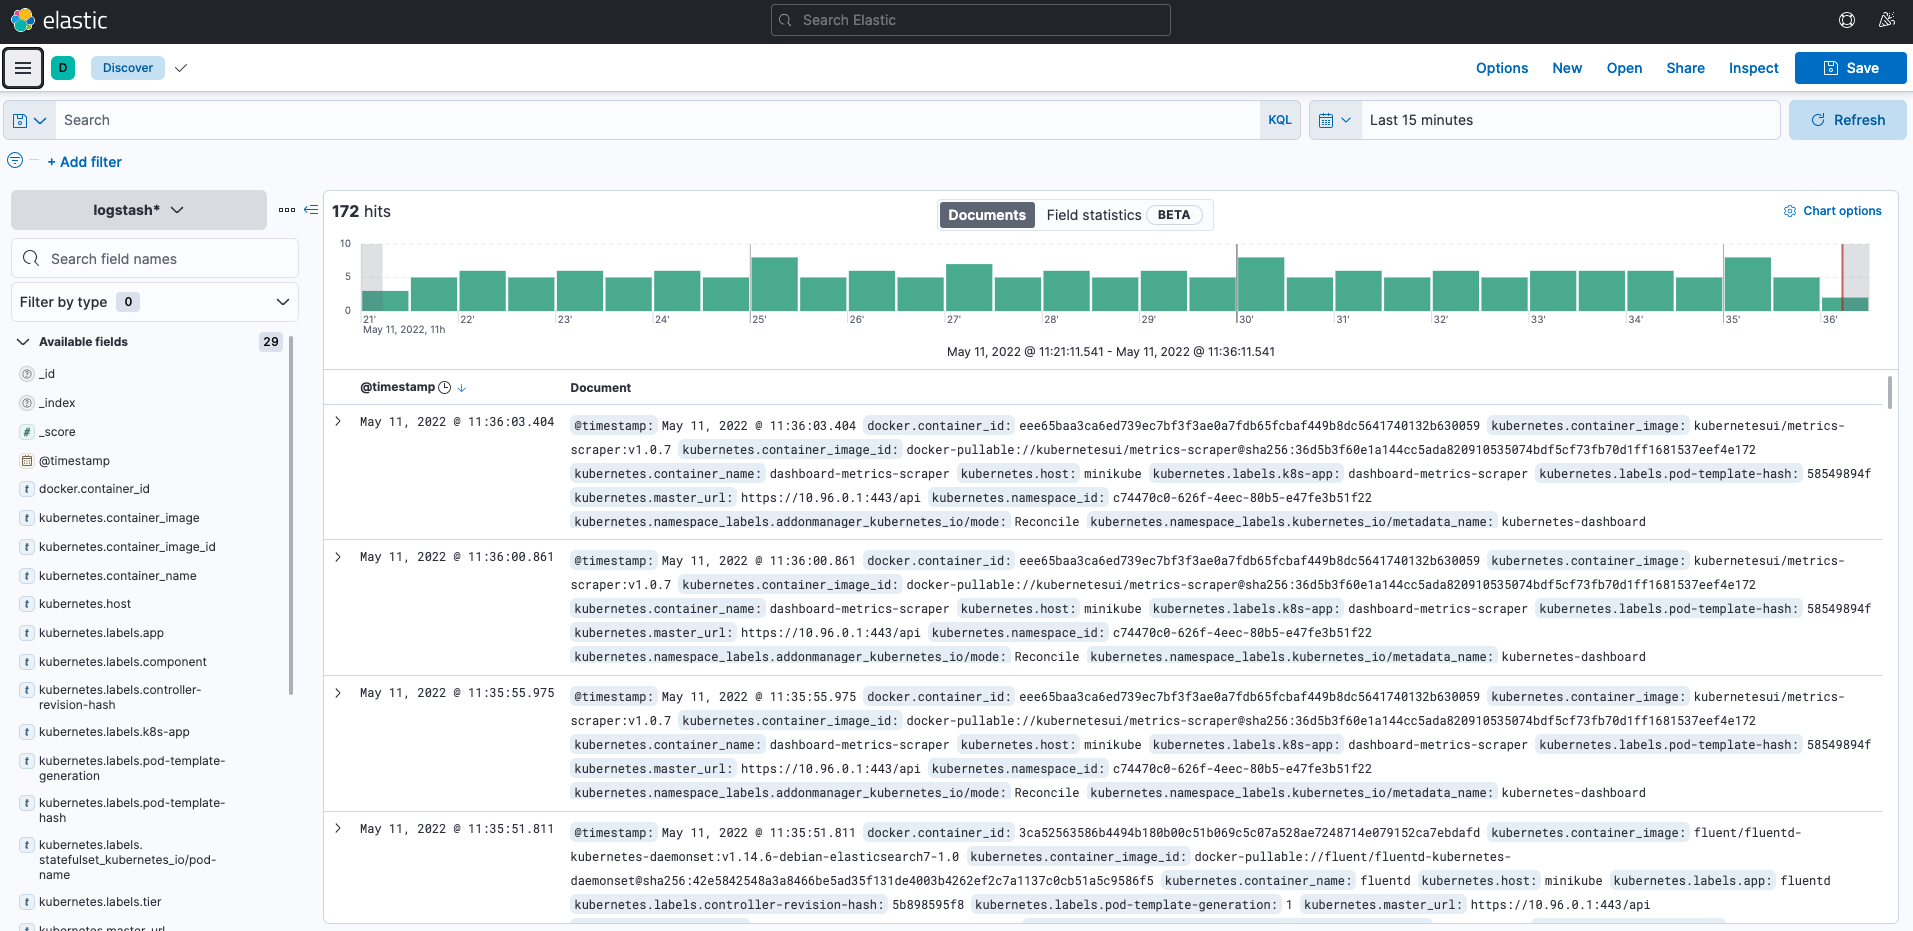 elastic
Search Elastic
D
Discover
Options
New
Open
Share
Inspect
Save
Search
KQL
Last 15 minutes
Refresh
+ Add filter
logstash*
Search field names
Filter by type 0
Available fields 29
_id
_index
# _score
@timestamp
t docker.container_id
t kubernetes.container_image
t kubernetes.container_image_id
t kubernetes.container_name
t kubernetes.host
t kubernetes.labels.app
t kubernetes.labels.component
t kubernetes.labels.controller-
revision-hash
t kubernetes.labels.k8s-app
t kubernetes.labels.pod-template-
generation
t kubernetes.labels.pod-template-
hash
t kubernetes.labels.
statefulset_kubernetes_io/pod-
name
t kubernetes.labels.tier
kubernetes.master_url
172 hits
Documents
Field statistics BETA
Chart options
10
5
0
21' 22' 23' 24' 25' 26' 27' 28' 29' 30' 31' 32' 33' 34' 35' 36'
May 11, 2022, 11h
May 11, 2022 @ 11:21:11.541 - May 11, 2022 @ 11:36:11.541
@timestamp Document
May 11, 2022 @ 11:36:03.404
@timestamp: May 11, 2022 @ 11:36:03.404 docker.container_id: eee65baa3ca6ed739ec7bf3f3ae0a7fdb65fcbaf449b8dc5641740132b630059 kubernetes.container_image: kubernetesui/metrics-
scraper:v1.0.7 kubernetes.container_image_id: docker-pullable://kubernetesui/metrics-scraper@sha256:36d5b3f60e1a144cc5ada820910535074bdf5cf73fb70d1ff1681537eef4e172
kubernetes.container_name: dashboard-metrics-scraper kubernetes.host: minikube kubernetes.labels.k8s-app: dashboard-metrics-scraper kubernetes.labels.pod-template-hash: 58549894f
kubernetes.master_url: https://10.96.0.1:443/api kubernetes.namespace_id: c74470c0-626f-4eec-80b5-e47fe3b51f22
kubernetes.namespace_labels.addonmanager_kubernetes_io/mode: Reconcile kubernetes.namespace_labels.kubernetes_io/metadata_name: kubernetes-dashboard
May 11, 2022 @ 11:36:00.861
@timestamp: May 11, 2022 @ 11:36:00.861 docker.container_id: eee65baa3ca6ed739ec7bf3f3ae0a7fdb65fcbaf449b8dc5641740132b630059 kubernetes.container_image: kubernetesui/metrics-
scraper:v1.0.7 kubernetes.container_image_id: docker-pullable://kubernetesui/metrics-scraper@sha256:36d5b3f60e1a144cc5ada820910535074bdf5cf73fb70d1ff1681537eef4e172
kubernetes.container_name: dashboard-metrics-scraper kubernetes.host: minikube kubernetes.labels.k8s-app: dashboard-metrics-scraper kubernetes.labels.pod-template-hash: 58549894f
kubernetes.master_url: https://10.96.0.1:443/api kubernetes.namespace_id: c74470c0-626f-4eec-80b5-e47fe3b51f22
kubernetes.namespace_labels.addonmanager_kubernetes_io/mode: Reconcile kubernetes.namespace_labels.kubernetes_io/metadata_name: kubernetes-dashboard
May 11, 2022 @ 11:35:55.975
@timestamp: May 11, 2022 @ 11:35:55.975 docker.container_id: eee65baa3ca6ed739ec7bf3f3ae0a7fdb65fcbaf449b8dc5641740132b630059 kubernetes.container_image: kubernetesui/metrics-
scraper:v1.0.7 kubernetes.container_image_id: docker-pullable://kubernetesui/metrics-scraper@sha256:36d5b3f60e1a144cc5ada820910535074bdf5cf73fb70d1ff1681537eef4e172
kubernetes.container_name: dashboard-metrics-scraper kubernetes.host: minikube kubernetes.labels.k8s-app: dashboard-metrics-scraper kubernetes.labels.pod-template-hash: 58549894f
kubernetes.master_url: https://10.96.0.1:443/api kubernetes.namespace_id: c74470c0-626f-4eec-80b5-e47fe3b51f22
kubernetes.namespace_labels.addonmanager_kubernetes_io/mode: Reconcile kubernetes.namespace_labels.kubernetes_io/metadata_name: kubernetes-dashboard
May 11, 2022 @ 11:35:51.811
@timestamp: May 11, 2022 @ 11:35:51.811 docker.container_id: 3ca52563586b4494b180b00c51b069c5c07a528ae7248714e079152ca7ebdafd kubernetes.container_image: fluent/fluentd-
kubernetes-daemonset:v1.14.6-debian-elasticsearch7-1.0 kubernetes.container_image_id: docker-pullable://fluent/fluentd-kubernetes-
daemonset@sha256:42e5842548a3a8466be5ad35f131de4003b4262ef2c7a1137c0cb51a5c9586f5 kubernetes.container_name: fluentd kubernetes.host: minikube kubernetes.labels.app: fluentd
kubernetes.labels.controller-revision-hash: 5b898595f8 kubernetes.labels.pod-template-generation: 1 kubernetes.master_url: https://10.96.0.1:443/api